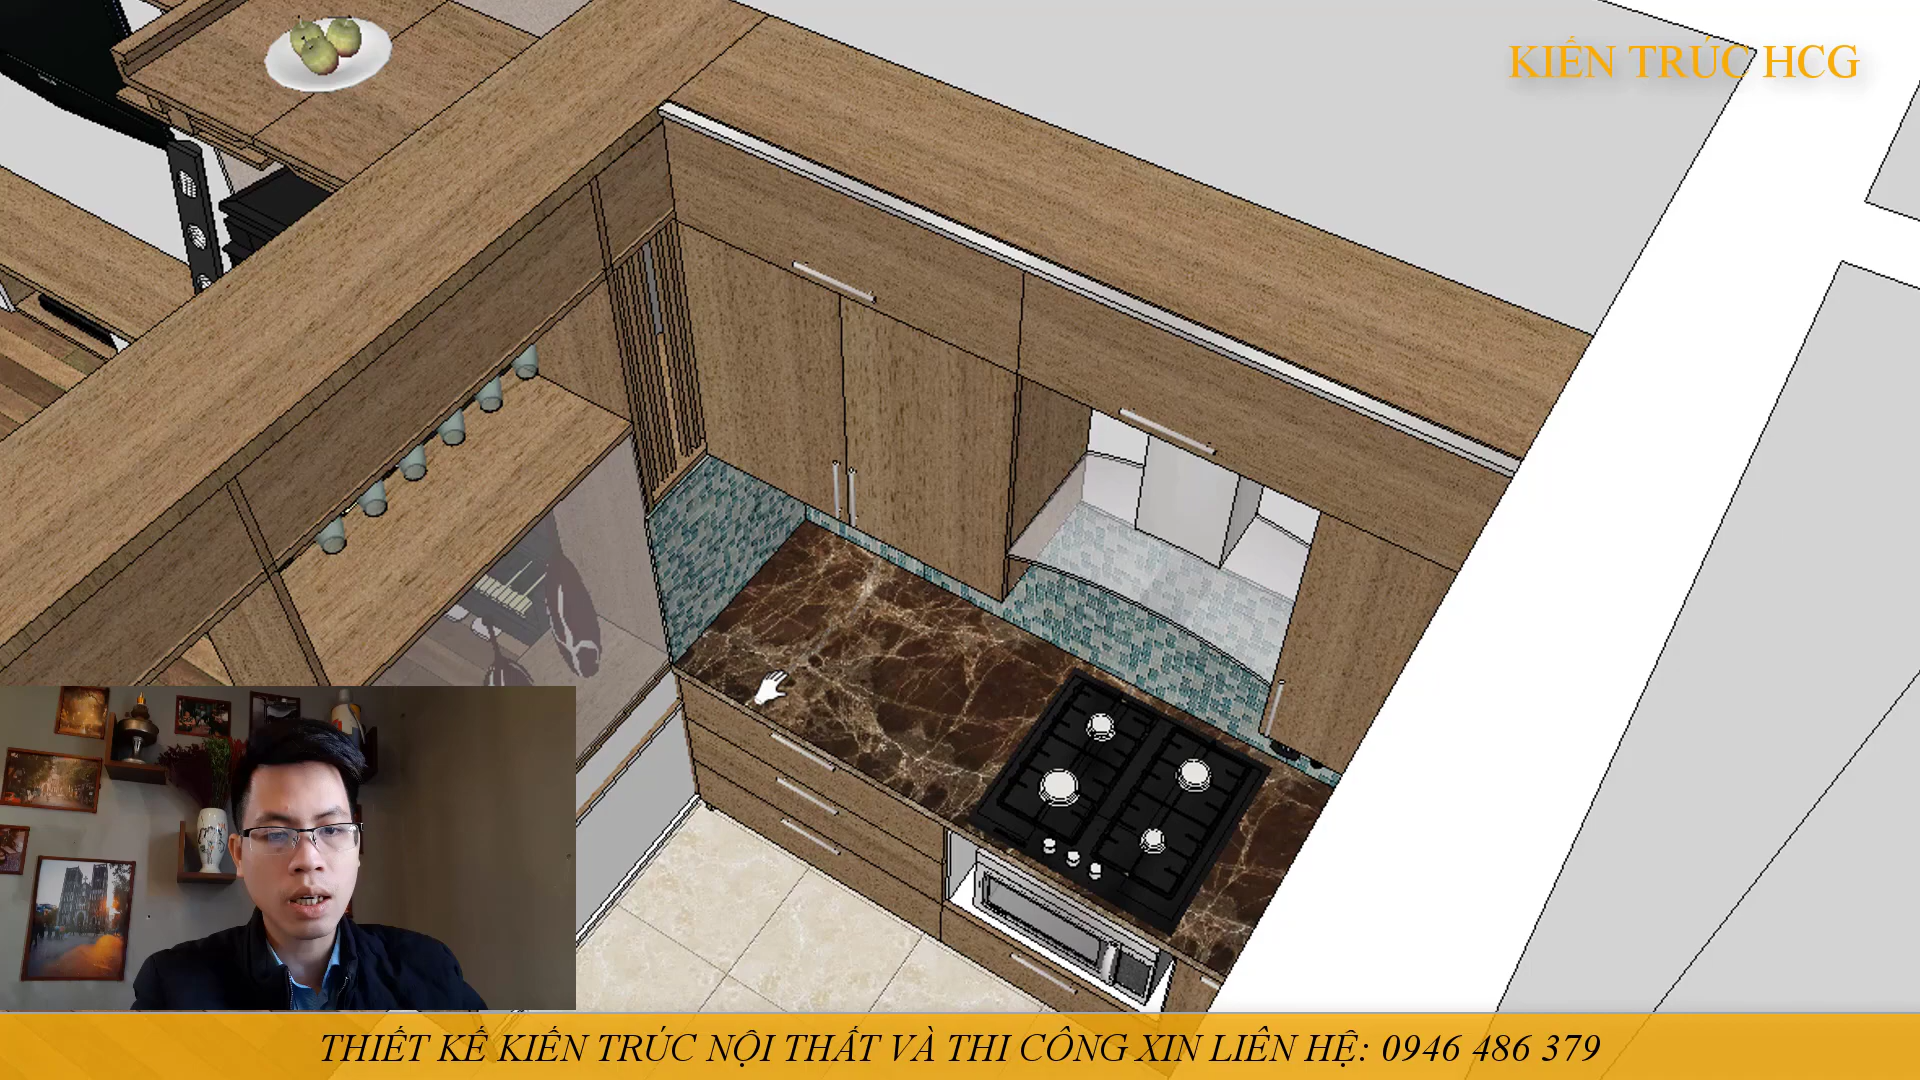 KIẾN TRÚC HCG
THIẾT KẾ KIẾN TRÚC NỘI THẤT VÀ THI CÔNG XIN LIÊN HỆ: 0946 486 379